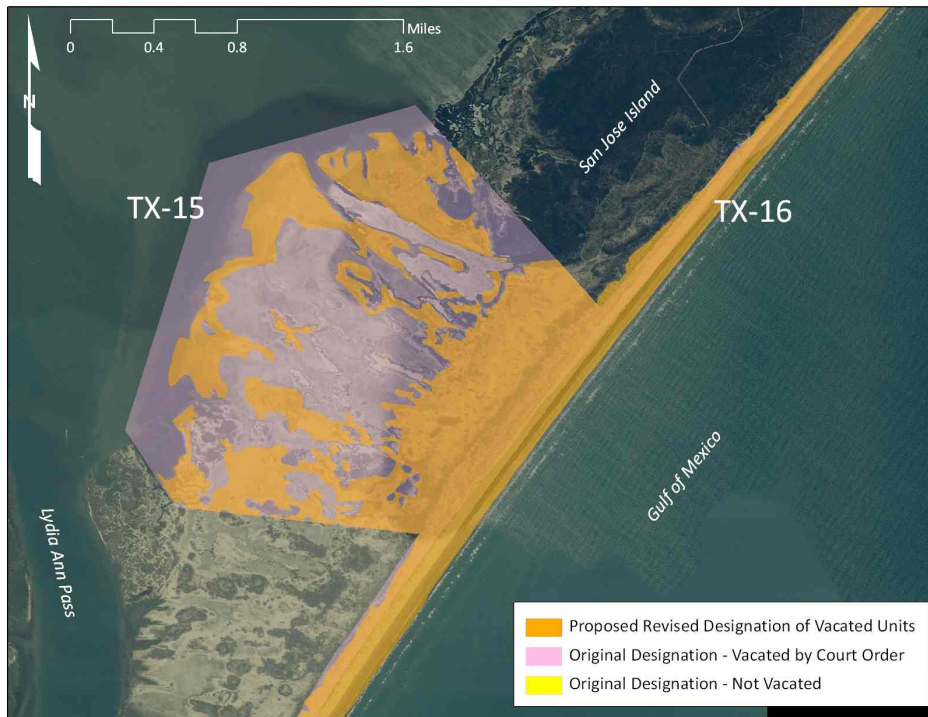 Miles
0 0.4 0.8 1.6
N
San Jose Island
TX-15
TX-16
Gulf of Mexico
Lydia Ann Pass
Proposed Revised Designation of Vacated Units
Original Designation - Vacated by Court Order
Original Designation - Not Vacated